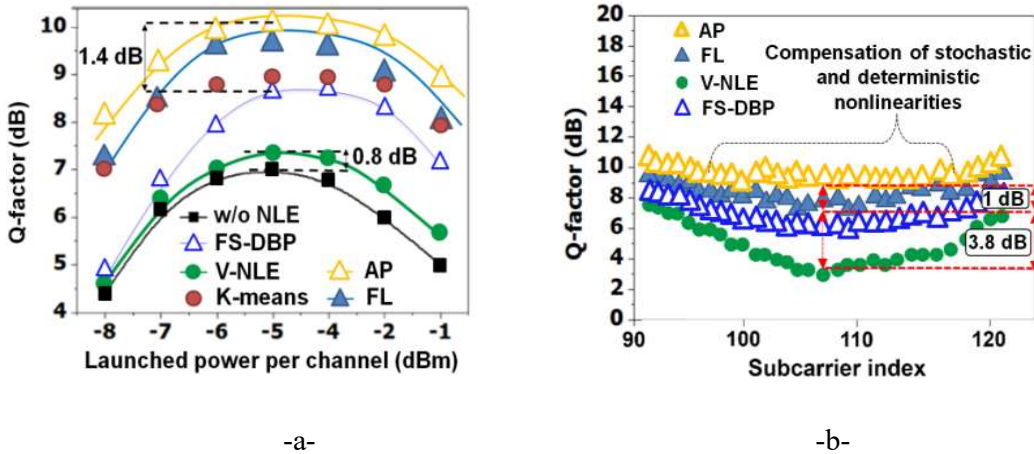 Q-factor (dB)
11
10
9
8
7
6
5
4
1.4 dB
0.8 dB
w/o NLE
FS-DBP
V-NLE
AP
K-means
FL
-8
-7
-6
-5
-4
-2
-1
Launched power per channel (dBm)
-a-
Q-factor (dB)
20
18
16
14
12
10
8
6
4
2
0
AP
FL
V-NLE
FS-DBP
Compensation of stochastic
and deterministic
nonlinearities
1 dB
3.8 dB
90
100
110
120
Subcarrier index
-b-